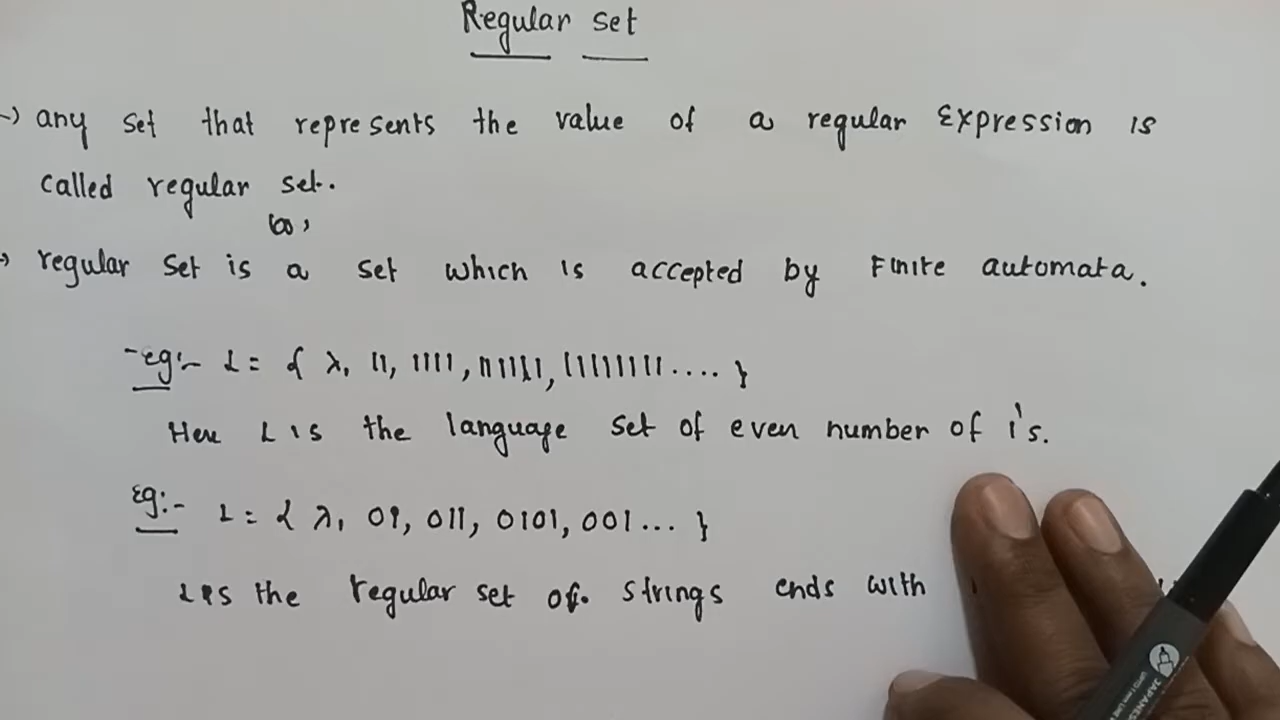 Regular set
→ any set that represents the value of a regular Expression is
called regular set.
→ regular set is a set which is accepted by Finite automata.
-eg:- L = { λ, 11, 1111, 111111, 11111111.... }
Here L is the language set of even number of 1's.
Eg:- L = { λ, 01, 011, 0101, 001... }
L is the regular set of strings ends with
JAPANES